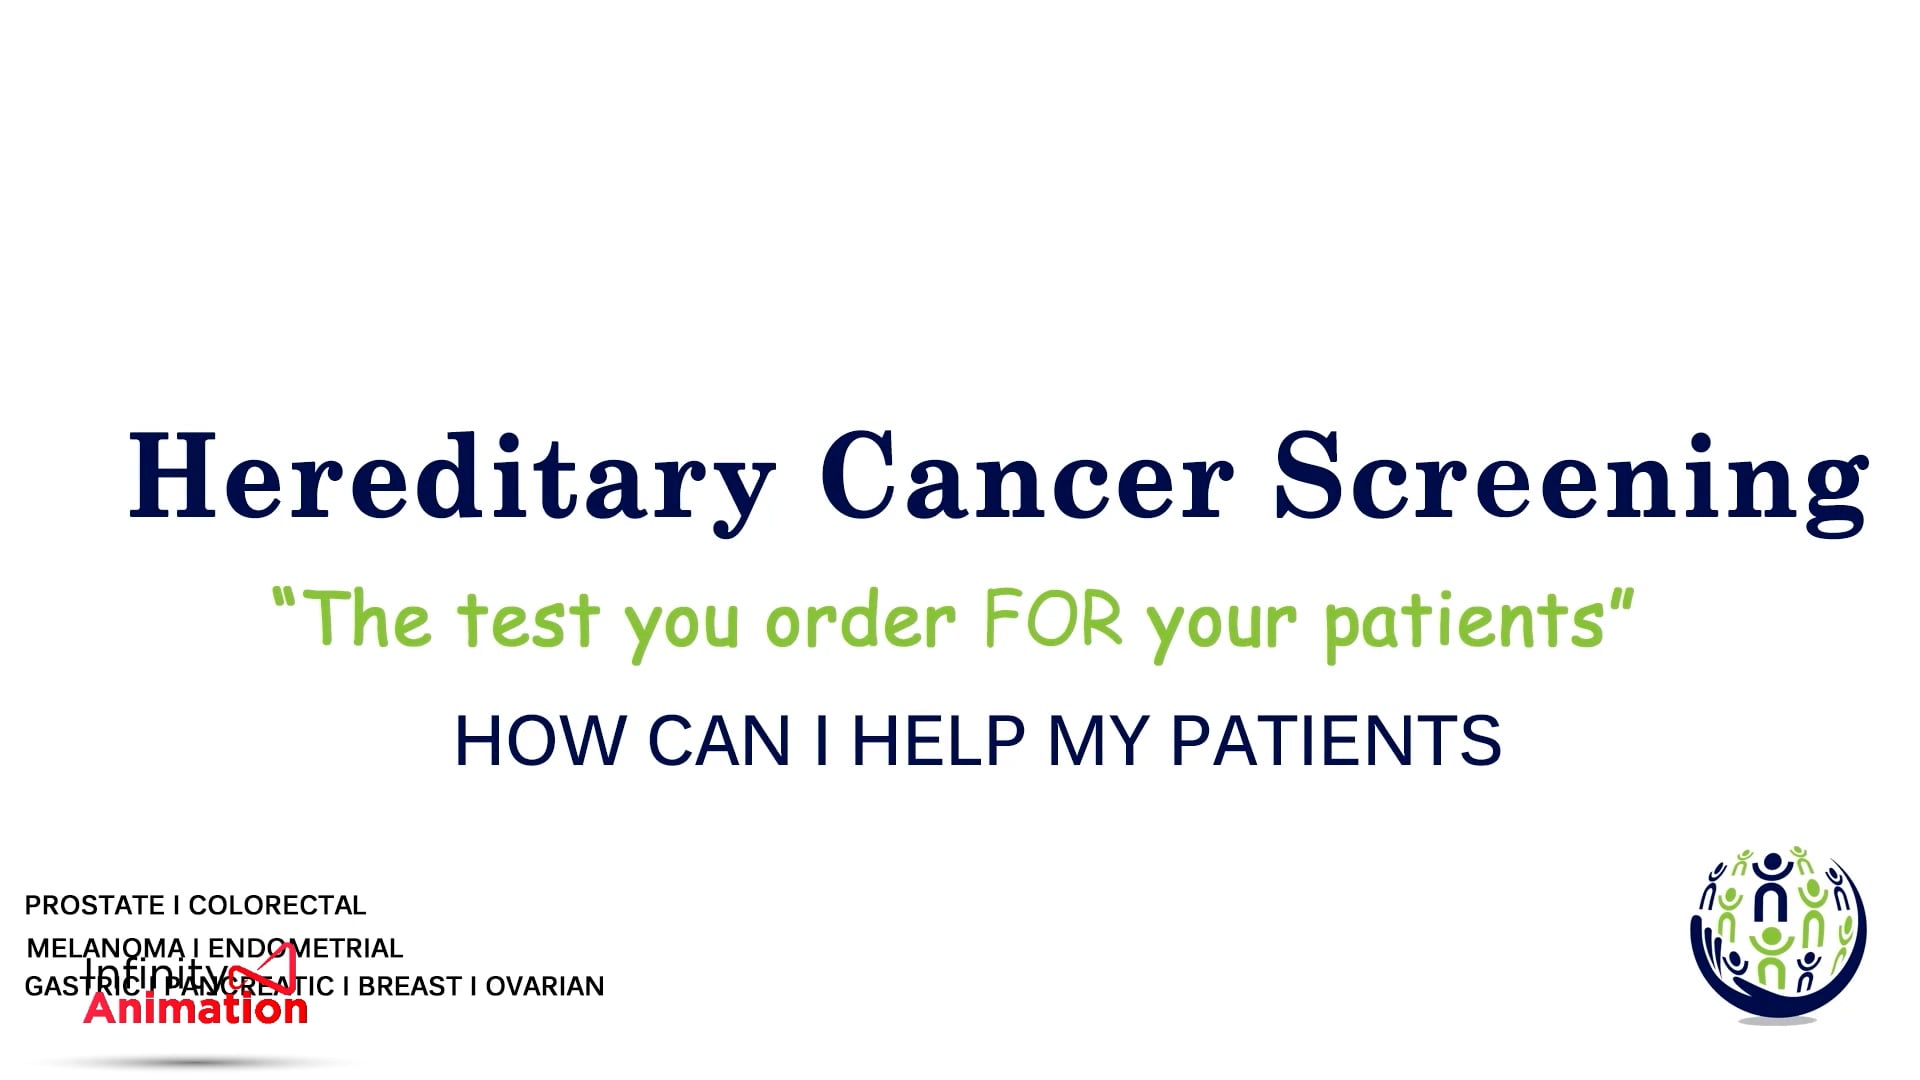 Hereditary Cancer Screening
“The test you order FOR your patients”
HOW CAN I HELP MY PATIENTS
PROSTATE I COLORECTAL
MELANOMA I ENDOMETRIAL
GASTRIC I PANCREATIC I BREAST I OVARIAN
Infinity
Animation